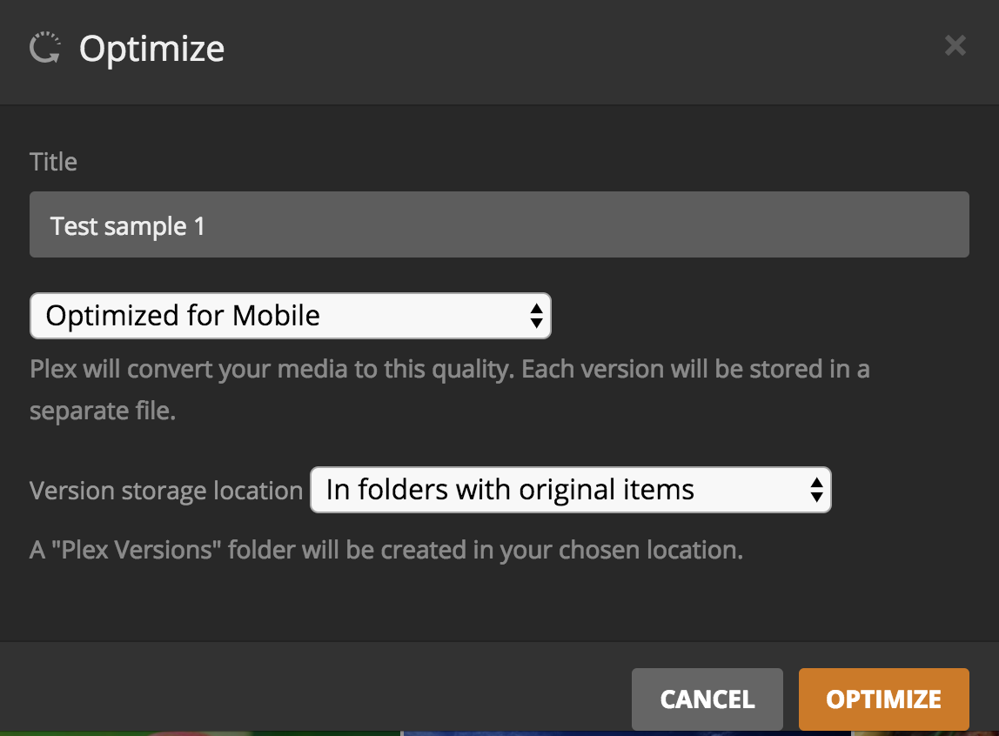 Optimize
Title
Test sample 1
Optimized for Mobile
Plex will convert your media to this quality. Each version will be stored in a
separate file.
Version storage location In folders with original items
A "Plex Versions" folder will be created in your chosen location.
CANCEL OPTIMIZE